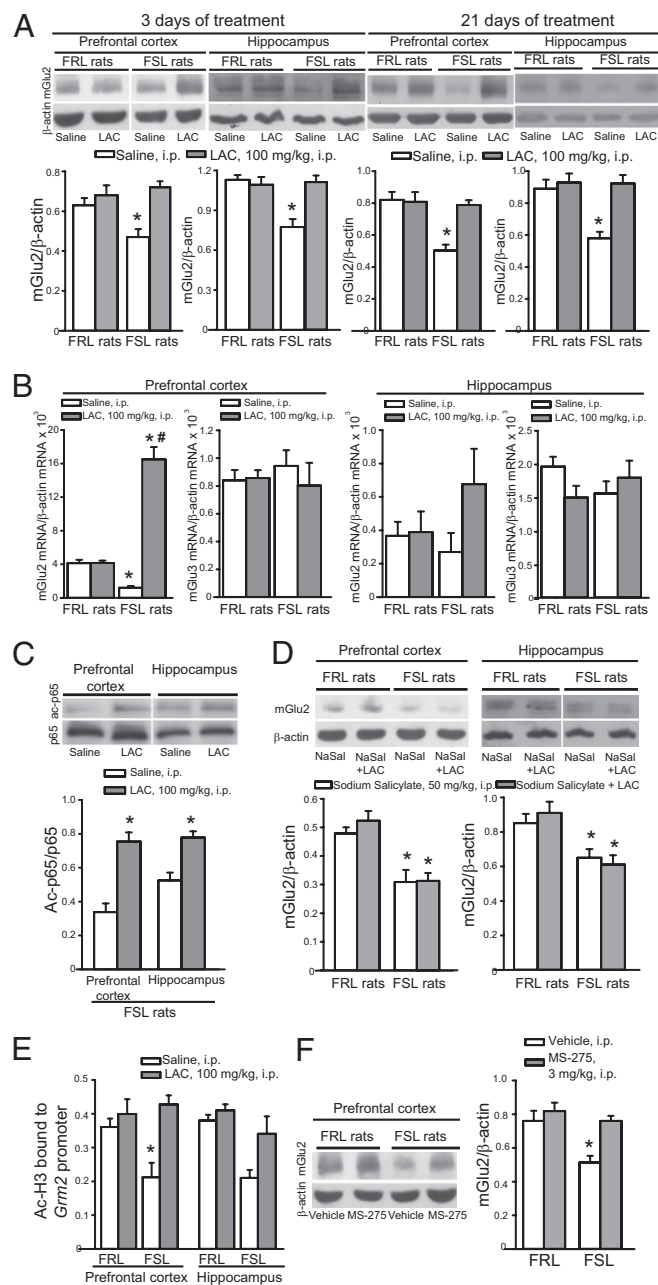 A
3 days of treatment
21 days of treatment
Prefrontal cortex
Hippocampus
Prefrontal cortex
Hippocampus
FRL rats FSL rats FRL rats FSL rats FRL rats FSL rats FRL rats FSL rats
mGlu2
β-actin
Saline LAC Saline LAC Saline LAC Saline LAC Saline LAC Saline LAC Saline LAC Saline LAC
Saline, i.p. LAC, 100 mg/kg, i.p. Saline, i.p. LAC, 100 mg/kg, i.p.
mGlu2/β-actin
0.8
0.6
0.4
0.2
0
*
FRL rats FSL rats
1.2
0.9
0.6
0.3
0
*
FRL rats FSL rats
mGlu2/β-actin
1.0
0.8
0.6
0.4
0.2
0
*
FRL rats FSL rats
1.0
0.8
0.6
0.4
0.2
0
*
FRL rats FSL rats
B
Prefrontal cortex
Hippocampus
Saline, i.p.
LAC, 100 mg/kg, i.p.
Saline, i.p.
LAC, 100 mg/kg, i.p.
Saline, i.p.
LAC, 100 mg/kg, i.p.
Saline, i.p.
LAC, 100 mg/kg, i.p.
mGlu2 mRNA/β-actin mRNA x 10³
16
12
8
4
0
*
* #
FRL rats FSL rats
mGlu3 mRNA/β-actin mRNA x 10³
1.2
0.8
0.4
0
FRL rats FSL rats
mGlu2 mRNA/β-actin mRNA x 10³
1.0
0.8
0.6
0.4
0.2
0
FRL rats FSL rats
mGlu3 mRNA/β-actin mRNA x 10³
2.5
2.0
1.5
1.0
0.5
0
FRL rats FSL rats
C
Prefrontal cortex
Hippocampus
ac-p65
p65
Saline LAC Saline LAC
Saline, i.p.
LAC, 100 mg/kg, i.p.
Ac-p65/p65
1.0
0.8
0.6
0.4
0.2
0
* *
Prefrontal cortex
Hippocampus
FSL rats
D
Prefrontal cortex
Hippocampus
FRL rats FSL rats FRL rats FSL rats
mGlu2
β-actin
NaSal NaSal +LAC NaSal NaSal +LAC NaSal NaSal +LAC NaSal NaSal +LAC
Sodium Salicylate, 50 mg/kg, i.p. Sodium Salicylate + LAC
mGlu2/β-actin
0.6
0.5
0.3
0.2
0
* *
FRL rats FSL rats
mGlu2/β-actin
1.0
0.8
0.6
0.4
0.2
0
* *
FRL rats FSL rats
E
Saline, i.p.
LAC, 100 mg/kg, i.p.
Ac-H3 bound to
Grm2 promoter
0.4
0.3
0.2
0
*
FRL FSL FRL FSL
Prefrontal cortex Hippocampus
F
Prefrontal cortex
FRL rats FSL rats
mGlu2
β-actin
Vehicle MS-275 Vehicle MS-275
Vehicle, i.p.
MS-275,
3 mg/kg, i.p.
mGlu2/β-actin
1.0
0.8
0.6
0.4
0.2
0
*
FRL FSL